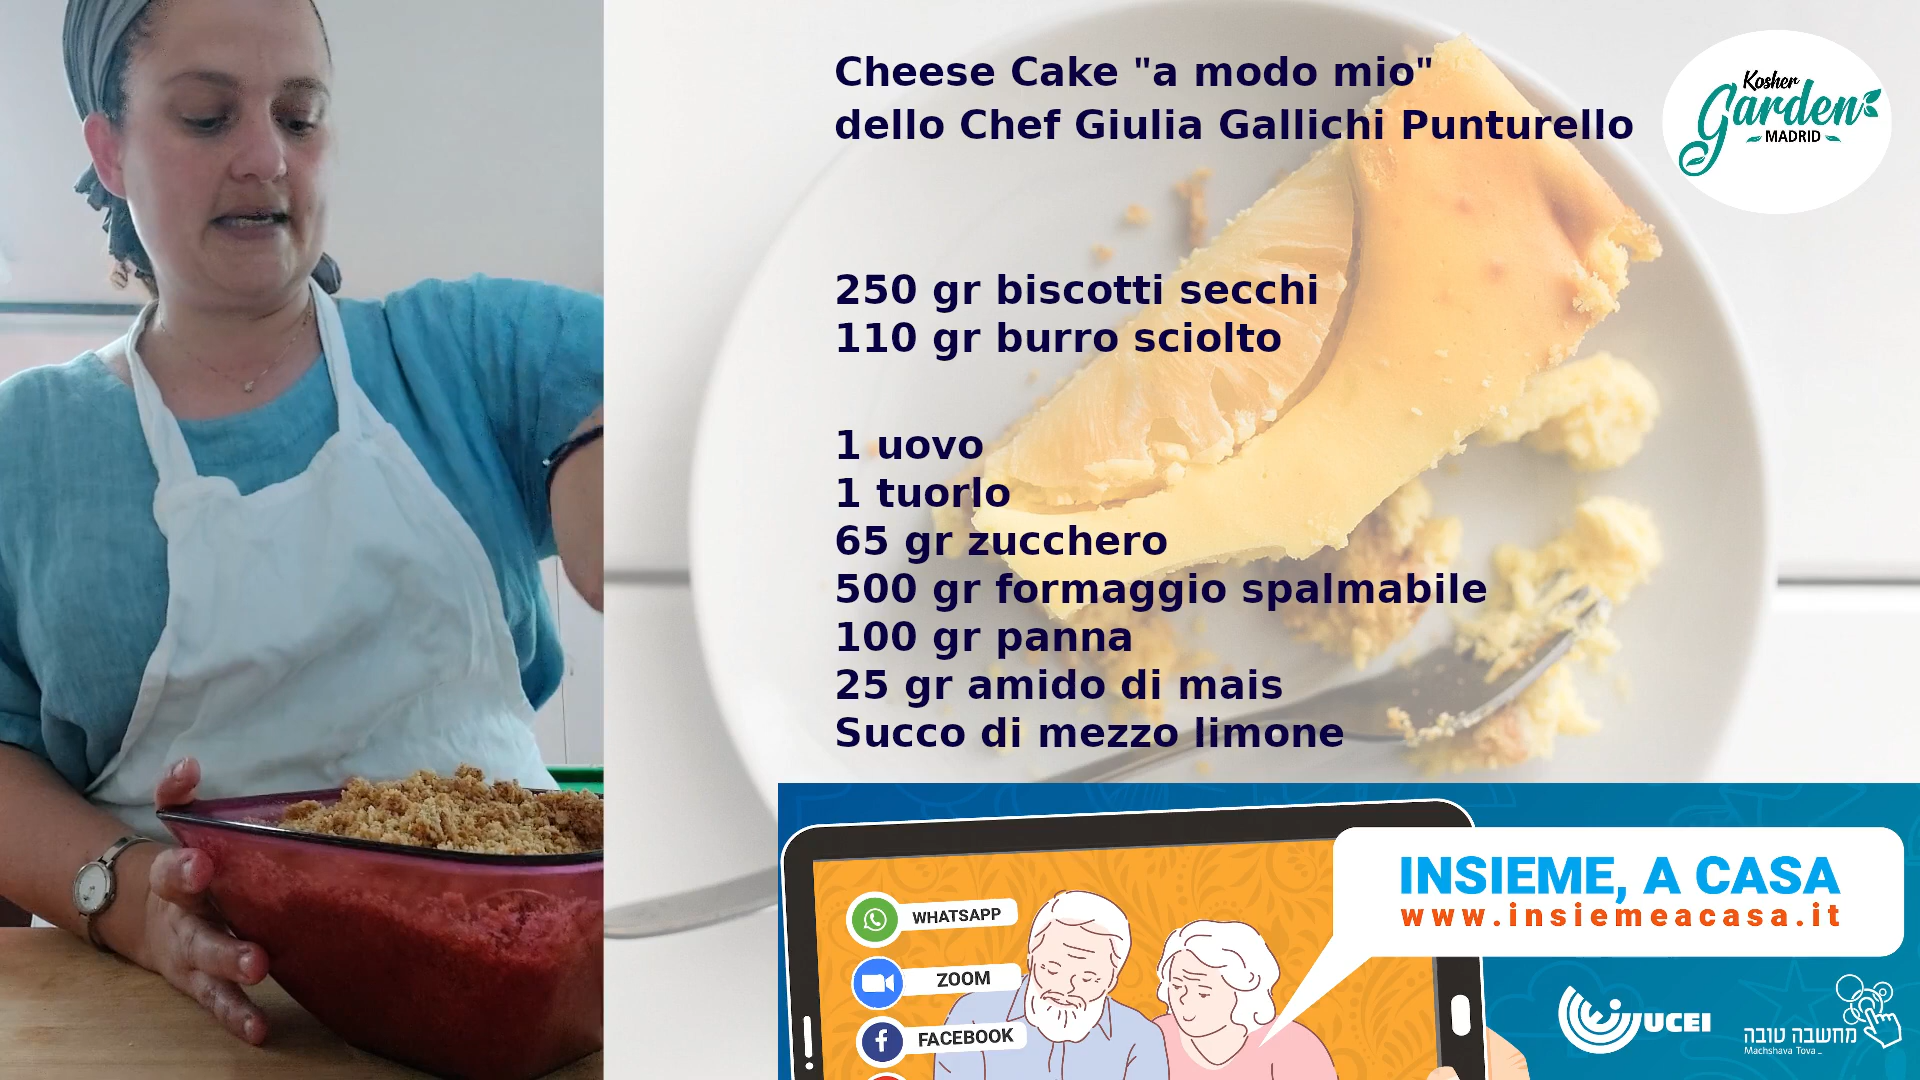 Cheese Cake "a modo mio"
dello Chef Giulia Gallichi Punturello
Kosher
Garden
MADRID
250 gr biscotti secchi
110 gr burro sciolto
1 uovo
1 tuorlo
65 gr zucchero
500 gr formaggio spalmabile
100 gr panna
25 gr amido di mais
Succo di mezzo limone
INSIEME, A CASA
www.insiemeacasa.it
WHATSAPP
ZOOM
FACEBOOK
UCEI
מחשבה טובה
Machshava Tova_